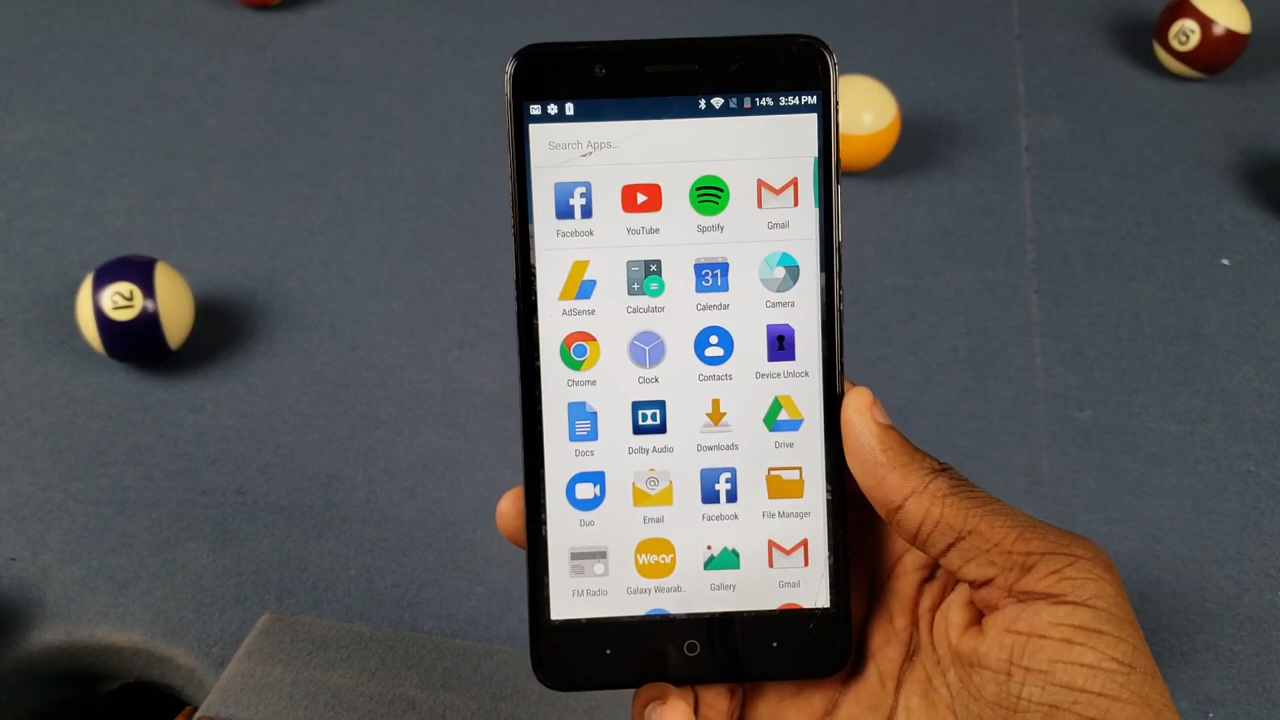 14% 3:54 PM
Search Apps...
Facebook
YouTube
Spotify
Gmail
31
AdSense
Calculator
Calendar
Camera
Chrome
Clock
Contacts
Device Unlock
Docs
Dolby Audio
Downloads
Drive
@
Duo
Email
Facebook
File Manager
Wear
FM Radio
Galaxy Wearab..
Gallery
Gmail
12
15